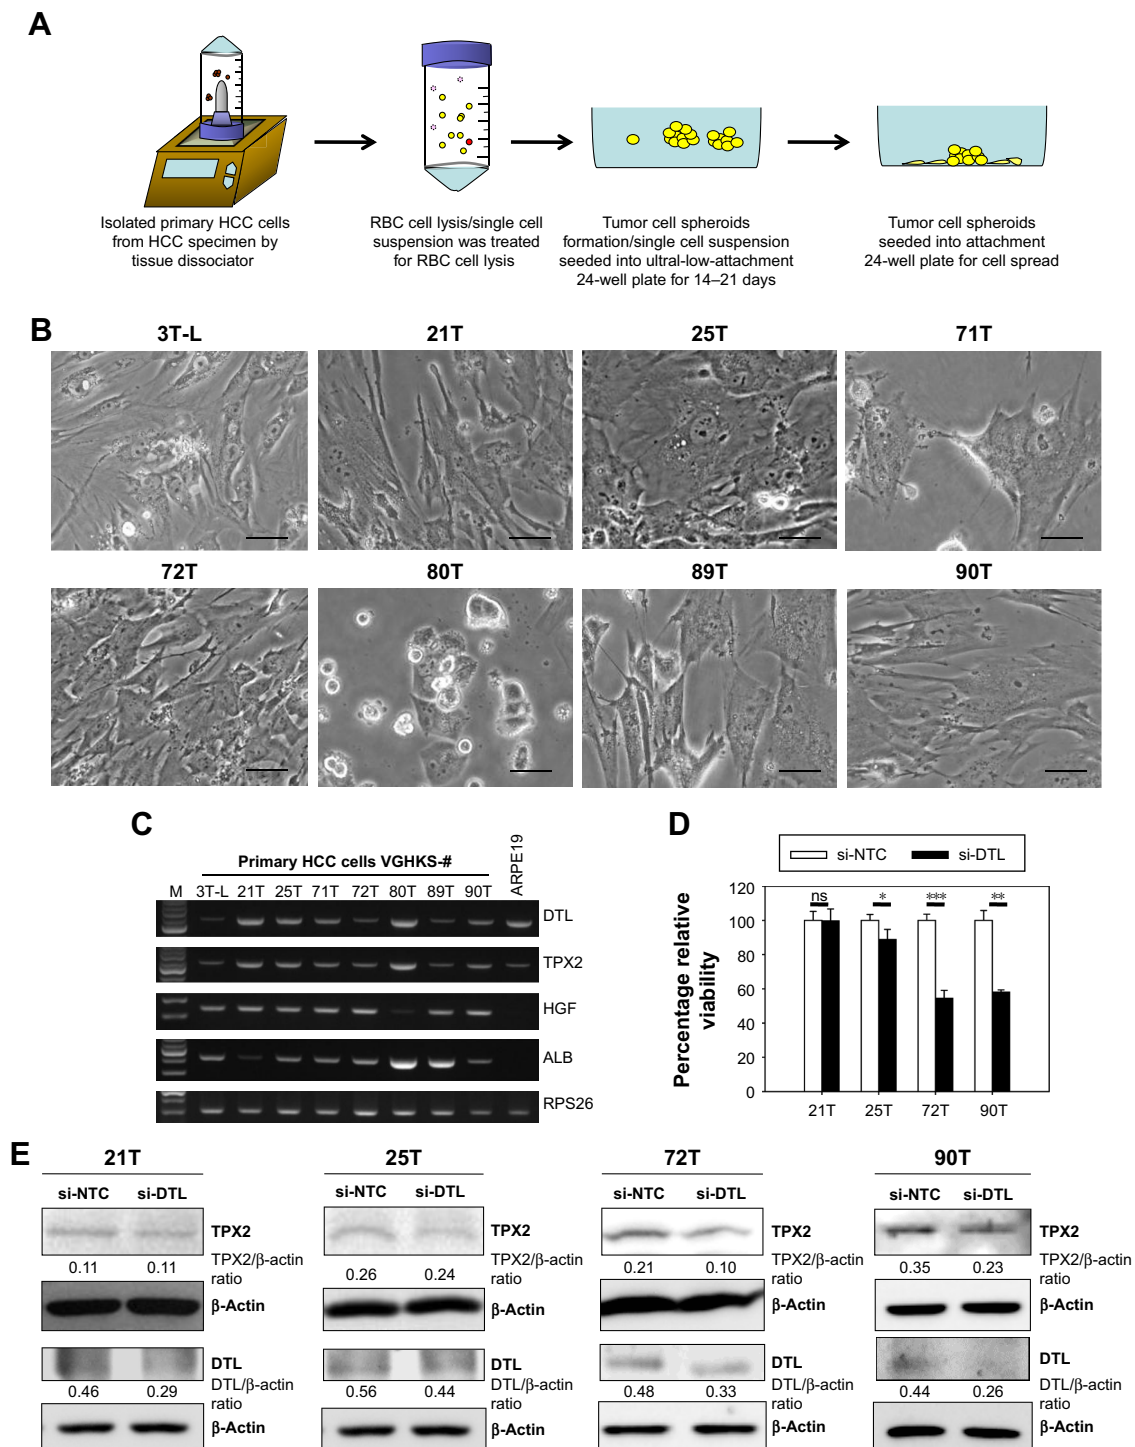 A
Isolated primary HCC cells
from HCC specimen by
tissue dissociator
RBC cell lysis/single cell
suspension was treated
for RBC cell lysis
Tumor cell spheroids
formation/single cell suspension
seeded into ultra-low-attachment
24-well plate for 14–21 days
Tumor cell spheroids
seeded into attachment
24-well plate for cell spread
B
3T-L 21T 25T 71T
72T 80T 89T 90T
C
Primary HCC cells VGHKS-#
M 3T-L 21T 25T 71T 72T 80T 89T 90T ARPE19
DTL
TPX2
HGF
ALB
RPS26
D
si-NTC si-DTL
Percentage relative
viability
120
100
80
60
40
20
0
ns * *** **
21T 25T 72T 90T
E
21T
si-NTC si-DTL
TPX2
0.11 0.11
TPX2/β-actin
ratio
β-Actin
DTL
0.46 0.29
DTL/β-actin
ratio
β-Actin
25T
si-NTC si-DTL
TPX2
0.26 0.24
TPX2/β-actin
ratio
β-Actin
DTL
0.56 0.44
DTL/β-actin
ratio
β-Actin
72T
si-NTC si-DTL
TPX2
0.21 0.10
TPX2/β-actin
ratio
β-Actin
DTL
0.48 0.33
DTL/β-actin
ratio
β-Actin
90T
si-NTC si-DTL
TPX2
0.35 0.23
TPX2/β-actin
ratio
β-Actin
DTL
0.44 0.26
DTL/β-actin
ratio
β-Actin